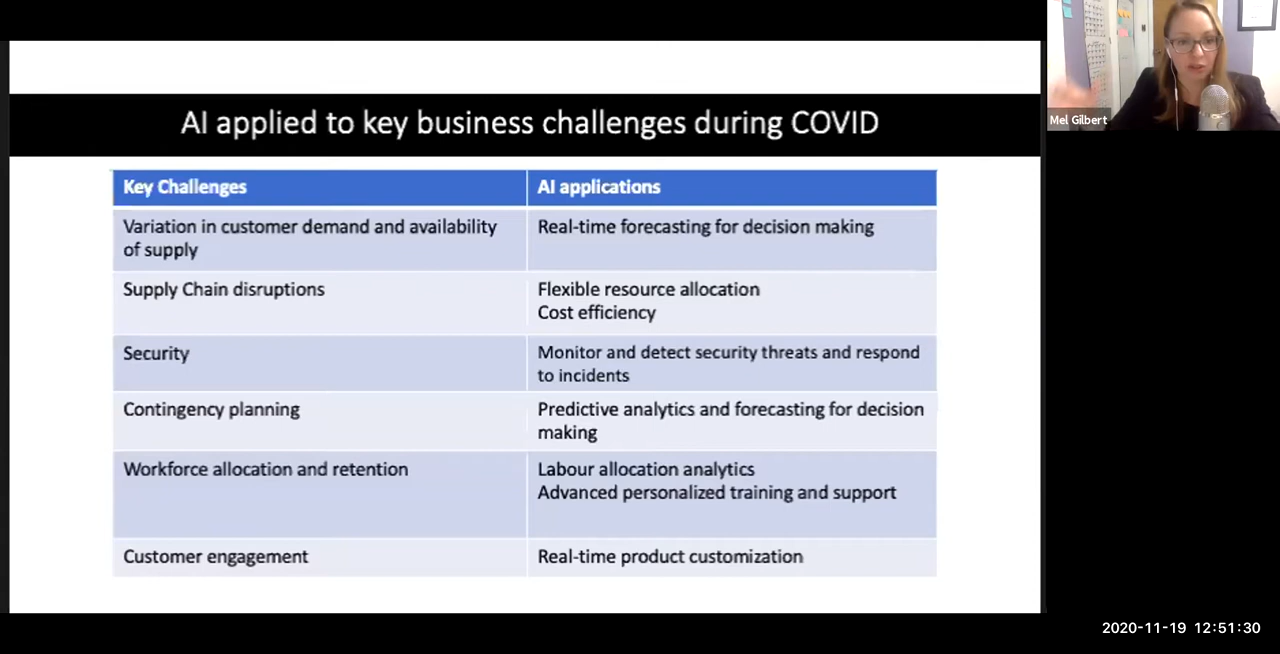 AI applied to key business challenges during COVID
Mel Gilbert
Key Challenges
AI applications
Variation in customer demand and availability
of supply
Real-time forecasting for decision making
Supply Chain disruptions
Flexible resource allocation
Cost efficiency
Security
Monitor and detect security threats and respond
to incidents
Contingency planning
Predictive analytics and forecasting for decision
making
Workforce allocation and retention
Labour allocation analytics
Advanced personalized training and support
Customer engagement
Real-time product customization
2020-11-19 12:51:30